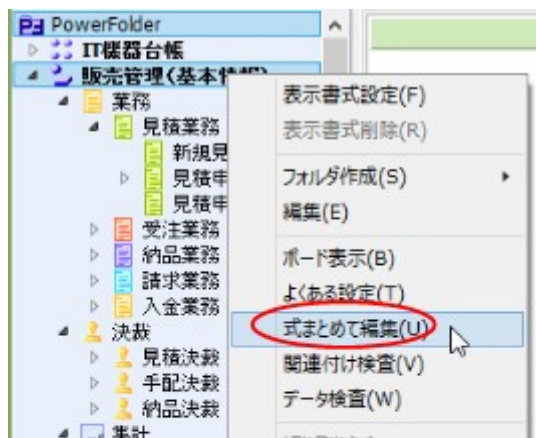 PowerFolder
IT機器台帳
販売管理(基本情報)
業務
見積業務
新規見
見積申
見積申
受注業務
納品業務
請求業務
入金業務
決裁
見積決裁
手配決裁
納品決裁
集計
表示書式設定(F)
表示書式削除(R)
フォルダ作成(S)
編集(E)
ボード表示(B)
よくある設定(T)
式まとめて編集(U)
関連付け検査(V)
データ検査(W)